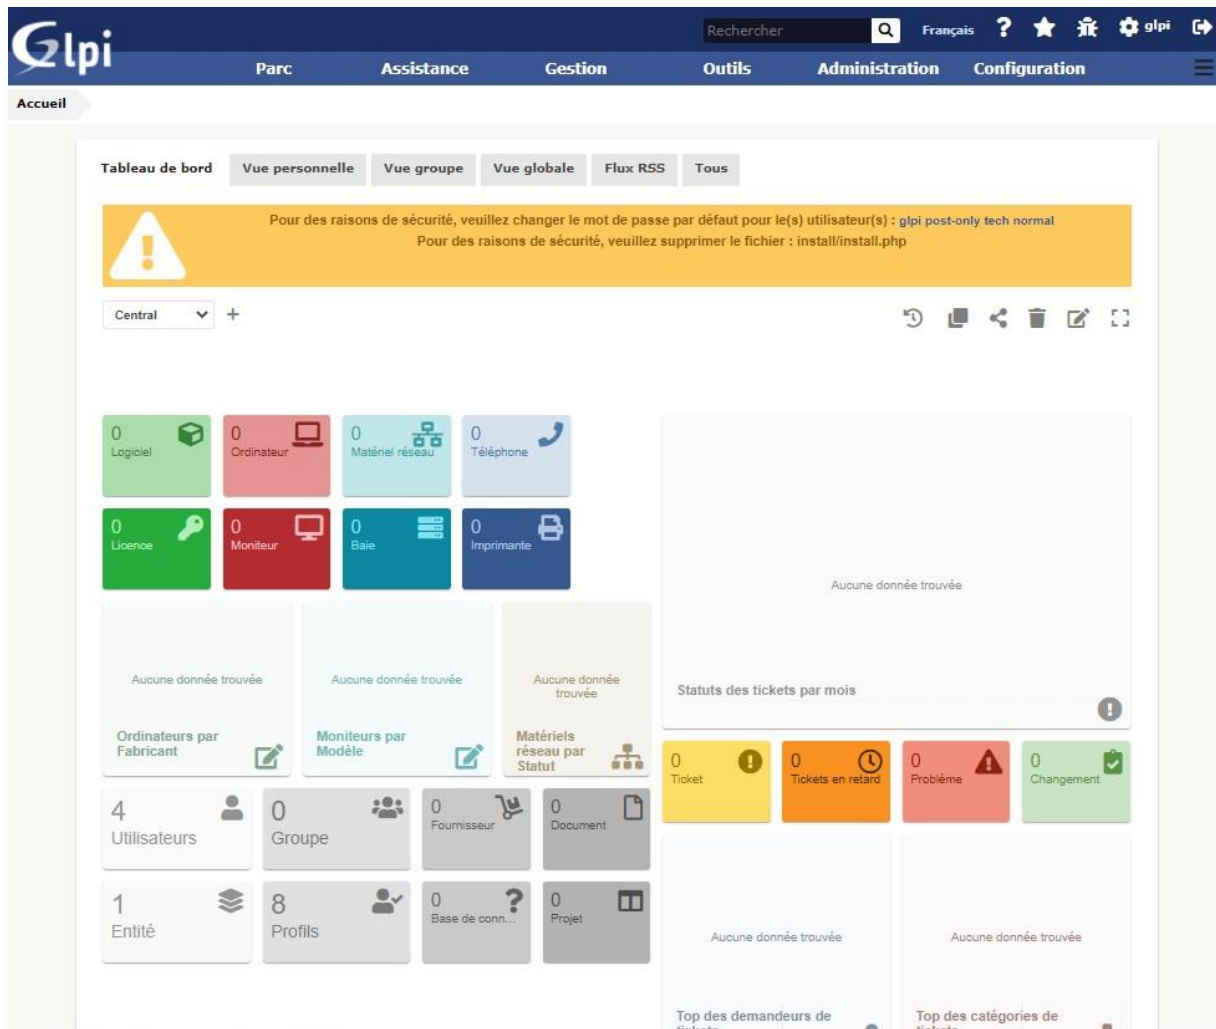 Glpi
Rechercher
Français
glpi
Parc Assistance Gestion Outils Administration Configuration
Accueil
Tableau de bord Vue personnelle Vue groupe Vue globale Flux RSS Tous
Pour des raisons de sécurité, veuillez changer le mot de passe par défaut pour le(s) utilisateur(s) : glpi post-only tech normal
Pour des raisons de sécurité, veuillez supprimer le fichier : install/install.php
Central
0
Logiciel
0
Ordinateur
0
Matériel réseau
0
Téléphone
0
Licence
0
Moniteur
0
Baie
0
Imprimante
Aucune donnée trouvée
Statuts des tickets par mois
Aucune donnée trouvée
Ordinateurs par
Fabricant
Aucune donnée trouvée
Moniteurs par
Modèle
Aucune donnée
trouvée
Matériels
réseau par
Statut
0
Ticket
0
Tickets en retard
0
Problème
0
Changement
4
Utilisateurs
0
Groupe
0
Fournisseur
0
Document
1
Entité
8
Profils
0
Base de conn...
0
Projet
Aucune donnée trouvée
Top des demandeurs de
Aucune donnée trouvée
Top des catégories de